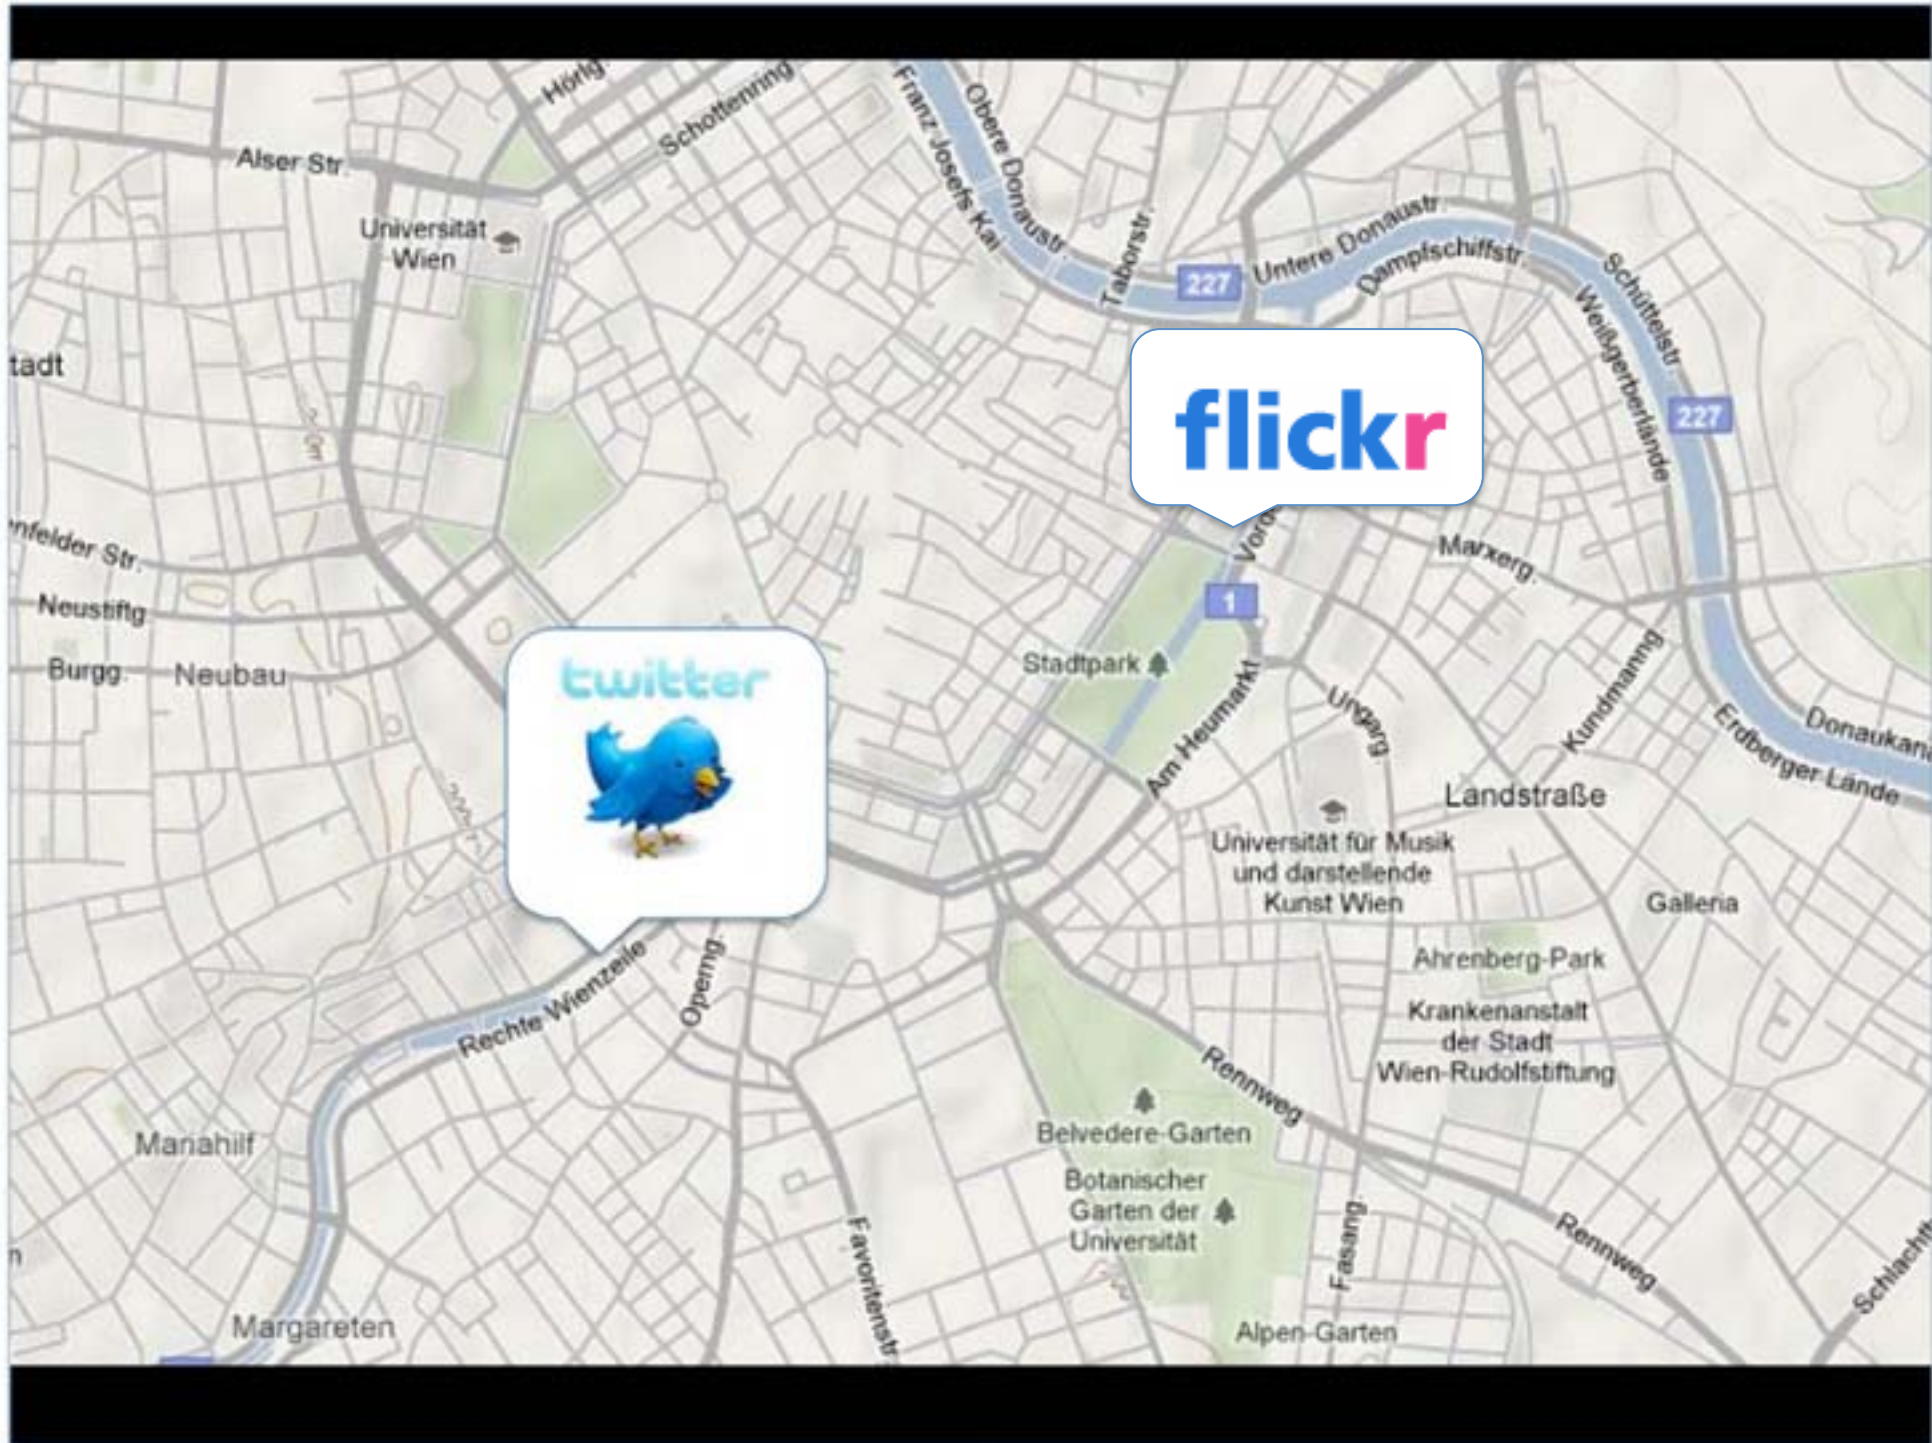 Hörlg
Schottenring
Alser Str.
Universität
Wien
Franz Josefs Kai
Obere Donaustr.
Taborstr.
227
Untere Donaustr.
Dampfschiffstr.
Schüttelstr
Weißgerberlände
227
tadt
flickr
nfelder Str.
Vord
Marxerg.
Neustiftg
1
Burgg.
Neubau
twitter
Stadtpark
Am Heumarkt
Ungarg.
Kundmanng
Erdberger Lände
Donaukana
Landstraße
Universität für Musik
und darstellende
Kunst Wien
Galleria
Rechte Wienzeile
Operng.
Ahrenberg-Park
Krankenanstalt
der Stadt
Wien-Rudolfstiftung
Rennweg
Mariahilf
Belvedere-Garten
Botanischer
Garten der
Universität
Favoritenstr.
Fasang.
Rennweg
Schlachth
Margareten
Alpen-Garten